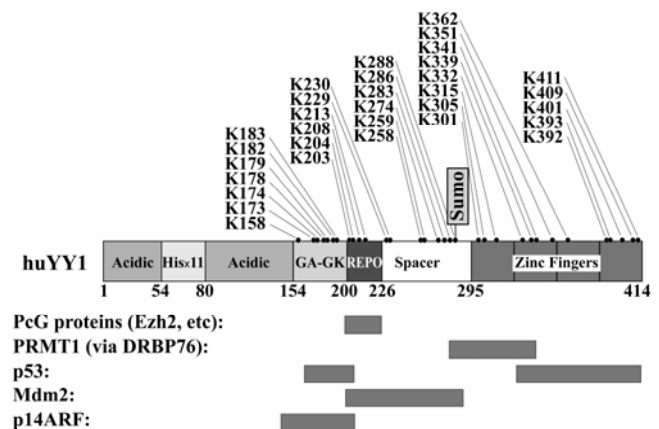 K362
K351
K341
K339
K332
K315
K305
K301
K288
K286
K283
K274
K259
K258
K411
K409
K401
K393
K392
K230
K229
K213
K208
K204
K203
K183
K182
K179
K178
K174
K173
K158
Sumo
huYY1
Acidic Hisx11 Acidic GA-GK REPO Spacer Zinc Fingers
1 54 80 154 200 226 295 414
PcG proteins (Ezh2, etc):
PRMT1 (via DRBP76):
p53:
Mdm2:
p14ARF: